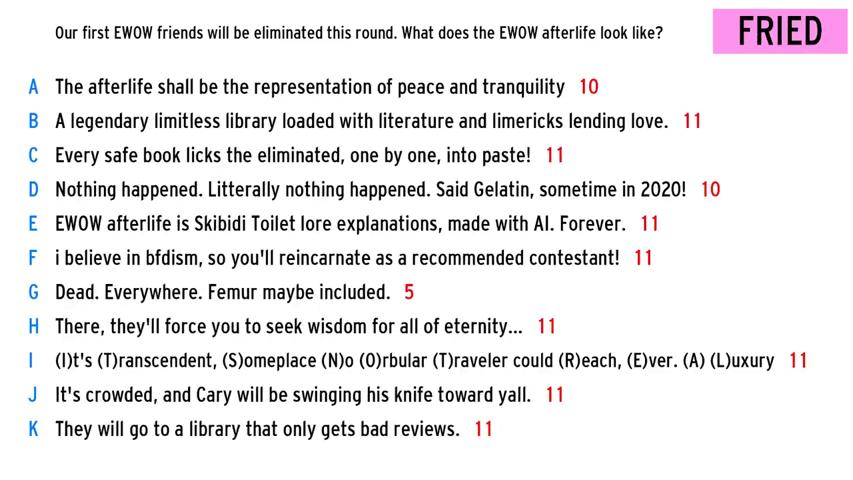 Our first EWOW friends will be eliminated this round. What does the EWOW afterlife look like?
FRIED
A The afterlife shall be the representation of peace and tranquility 10
B A legendary limitless library loaded with literature and limericks lending love. 11
C Every safe book licks the eliminated, one by one, into paste! 11
D Nothing happened. Litterally nothing happened. Said Gelatin, sometime in 2020! 10
E EWOW afterlife is Skibidi Toilet lore explanations, made with AI. Forever. 11
F i believe in bfdism, so you'll reincarnate as a recommended contestant! 11
G Dead. Everywhere. Femur maybe included. 5
H There, they'll force you to seek wisdom for all of eternity... 11
I (I)t's (T)ranscendent, (S)omeplace (N)o (O)rbular (T)raveler could (R)each, (E)ver. (A) (L)uxury 11
J It's crowded, and Cary will be swinging his knife toward yall. 11
K They will go to a library that only gets bad reviews. 11